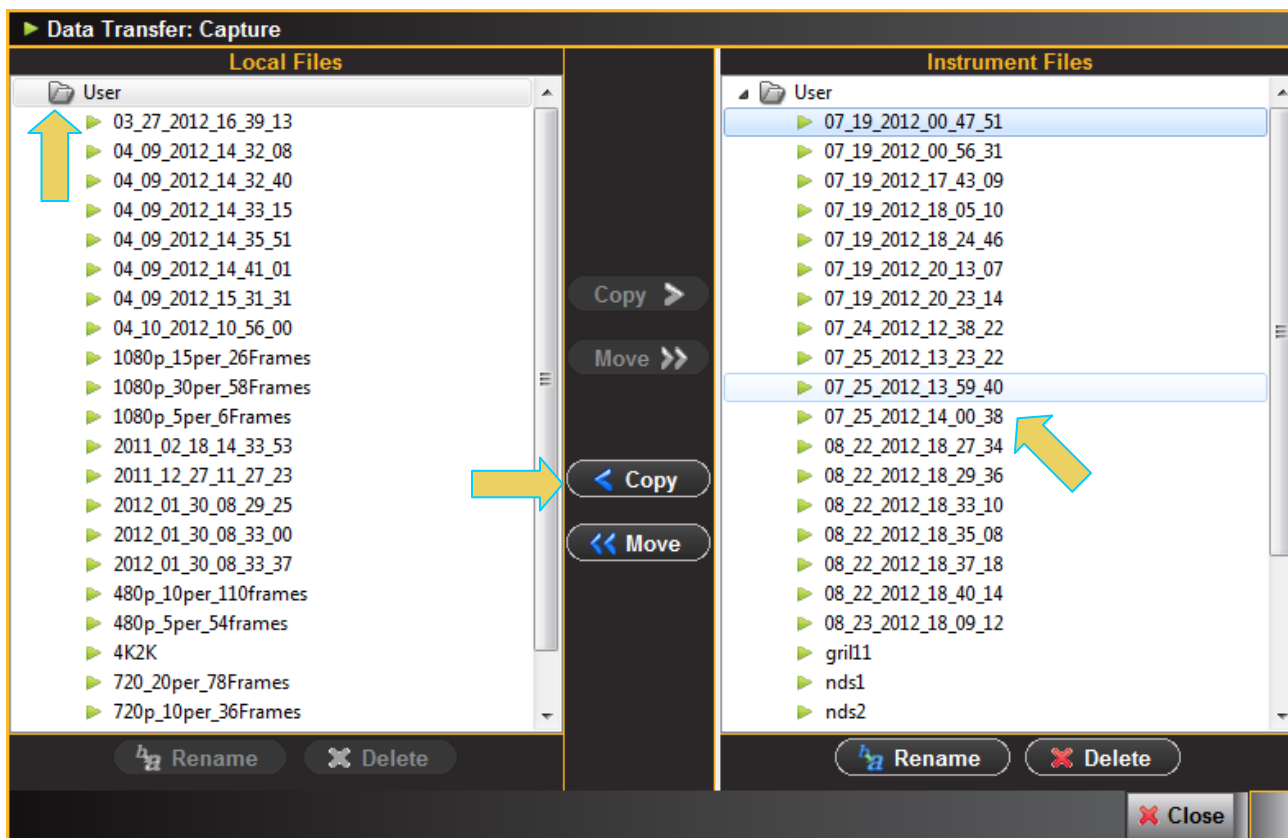 Data Transfer: Capture
Local Files
User
03_27_2012_16_39_13
04_09_2012_14_32_08
04_09_2012_14_32_40
04_09_2012_14_33_15
04_09_2012_14_35_51
04_09_2012_14_41_01
04_09_2012_15_31_31
04_10_2012_10_56_00
1080p_15per_26Frames
1080p_30per_58Frames
1080p_5per_6Frames
2011_02_18_14_33_53
2011_12_27_11_27_23
2012_01_30_08_29_25
2012_01_30_08_33_00
2012_01_30_08_33_37
480p_10per_110frames
480p_5per_54frames
4K2K
720_20per_78Frames
720p_10per_36Frames
Rename
Delete
Copy
Move
Copy
Move
Instrument Files
User
07_19_2012_00_47_51
07_19_2012_00_56_31
07_19_2012_17_43_09
07_19_2012_18_05_10
07_19_2012_18_24_46
07_19_2012_20_13_07
07_19_2012_20_23_14
07_24_2012_12_38_22
07_25_2012_13_23_22
07_25_2012_13_59_40
07_25_2012_14_00_38
08_22_2012_18_27_34
08_22_2012_18_29_36
08_22_2012_18_33_10
08_22_2012_18_35_08
08_22_2012_18_37_18
08_22_2012_18_40_14
08_23_2012_18_09_12
gril11
nds1
nds2
Rename
Delete
Close